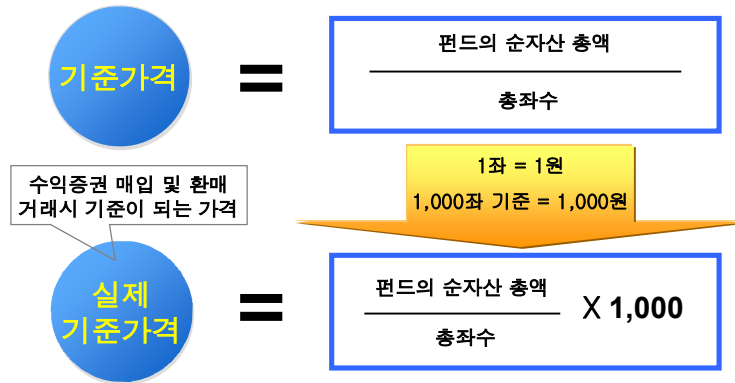 기준가격
=
펀드의 순자산 총액
총좌수
수익증권 매입 및 환매
거래시 기준이 되는 가격
1좌 = 1원
1,000좌 기준 = 1,000원
실제
기준가격
=
펀드의 순자산 총액
총좌수
X 1,000